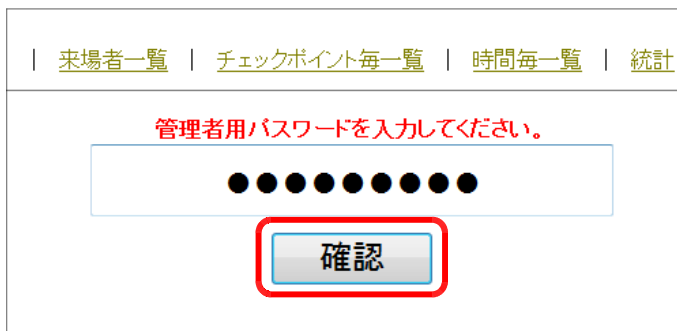 | 来場者一覧 | チェックポイント毎一覧 | 時間毎一覧 | 統計
管理者用パスワードを入力してください。
●●●●●●●●●
確認